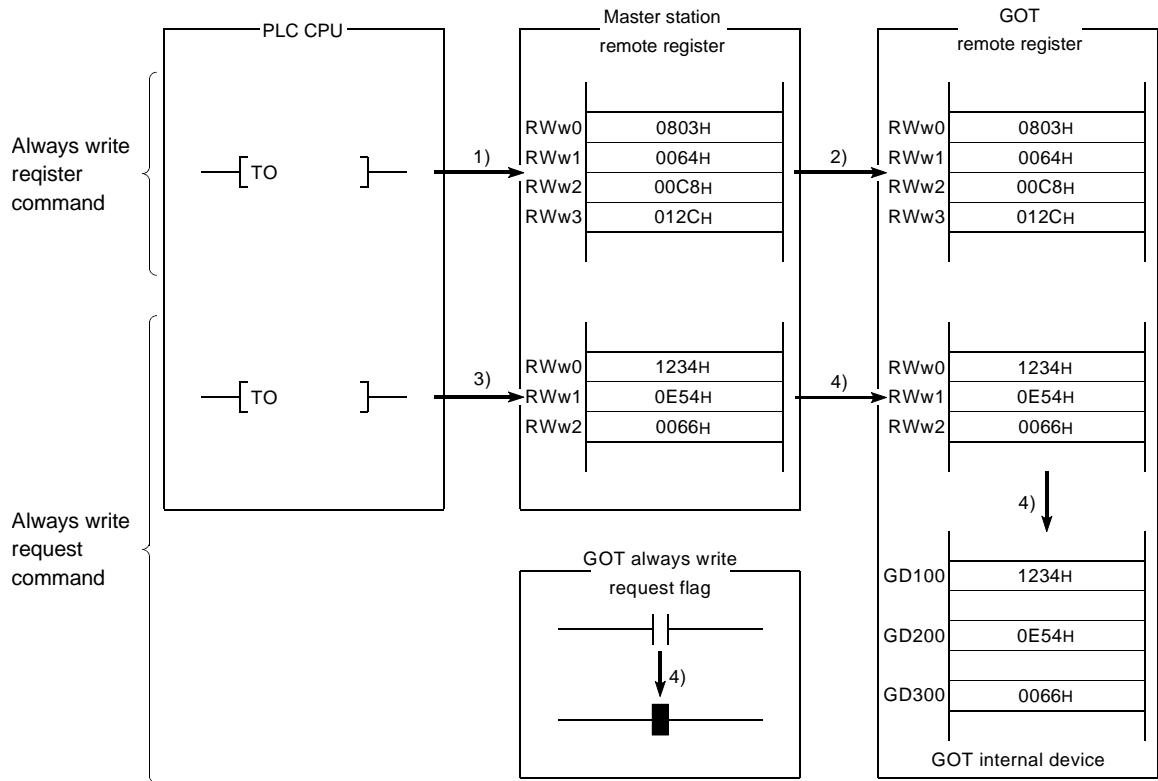 PLC CPU
Master station
remote register
GOT
remote register
Always write
reqister
command
TO
1)
RWw0 0803H
RWw1 0064H
RWw2 00C8H
RWw3 012CH
2)
RWw0 0803H
RWw1 0064H
RWw2 00C8H
RWw3 012CH
Always write
request
command
TO
3)
RWw0 1234H
RWw1 0E54H
RWw2 0066H
4)
RWw0 1234H
RWw1 0E54H
RWw2 0066H
4)
GOT always write
request flag
4)
GD100 1234H
GD200 0E54H
GD300 0066H
GOT internal device